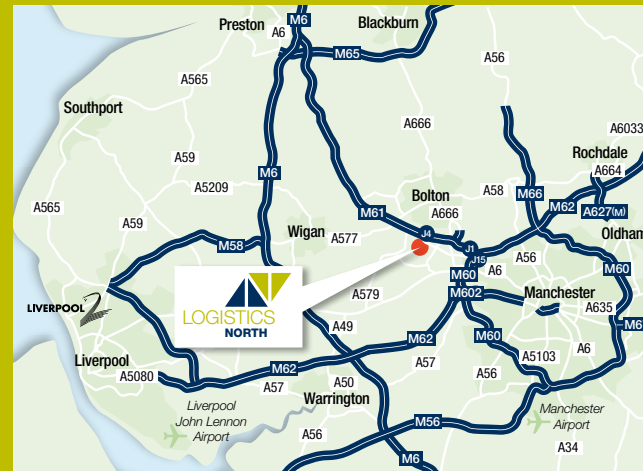 Preston
M6
Blackburn
A6
M65
A56
A565
Southport
A666
A6033
A59
Rochdale
M6
A664
A5209
Bolton
A58
M66
A565
M61
A666
M62
A627(M)
A59
Wigan
A577
J4
Oldham
M58
J1
A56
J15
M60
A6
M60
A579
M602
Manchester
LIVERPOOL 2
LOGISTICS
NORTH
A635
A49
M60
M6
Liverpool
M62
A5103
A6
A5080
M62
A57
A50
A57
A56
Liverpool
John Lennon
Airport
Warrington
Manchester
Airport
A56
M56
A34
M6